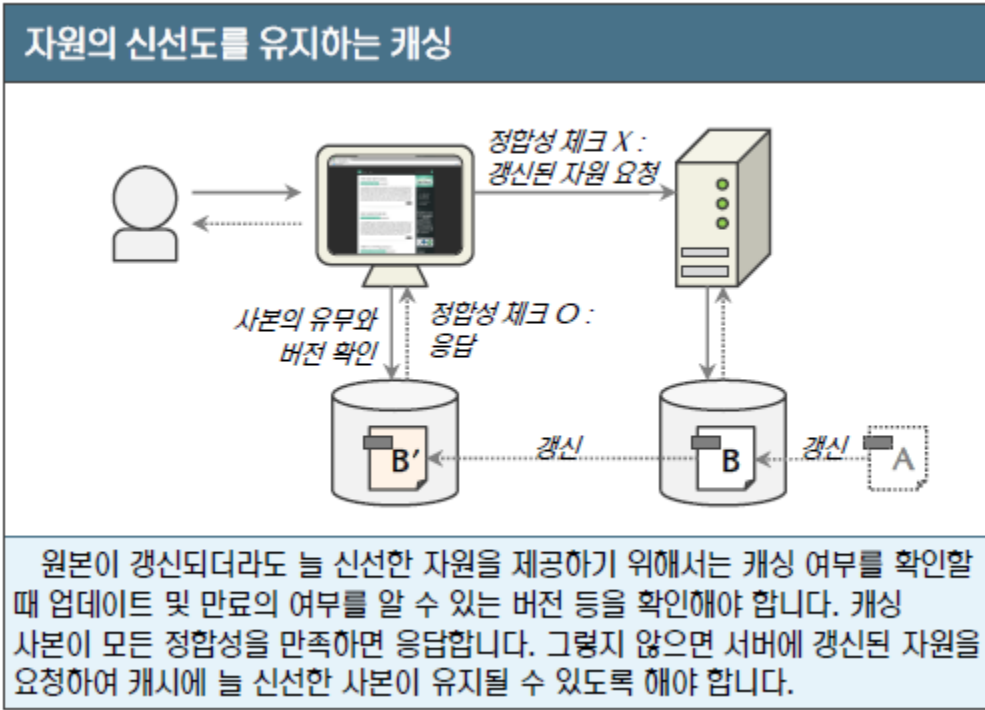 자원의 신선도를 유지하는 캐싱
정합성 체크 X :
갱신된 자원 요청
사본의 유무와
버전 확인
정합성 체크 O :
응답
B′
갱신
B
갱신
A
원본이 갱신되더라도 늘 신선한 자원을 제공하기 위해서는 캐싱 여부를 확인할
때 업데이트 및 만료의 여부를 알 수 있는 버전 등을 확인해야 합니다. 캐싱
사본이 모든 정합성을 만족하면 응답합니다. 그렇지 않으면 서버에 갱신된 자원을
요청하여 캐시에 늘 신선한 사본이 유지될 수 있도록 해야 합니다.